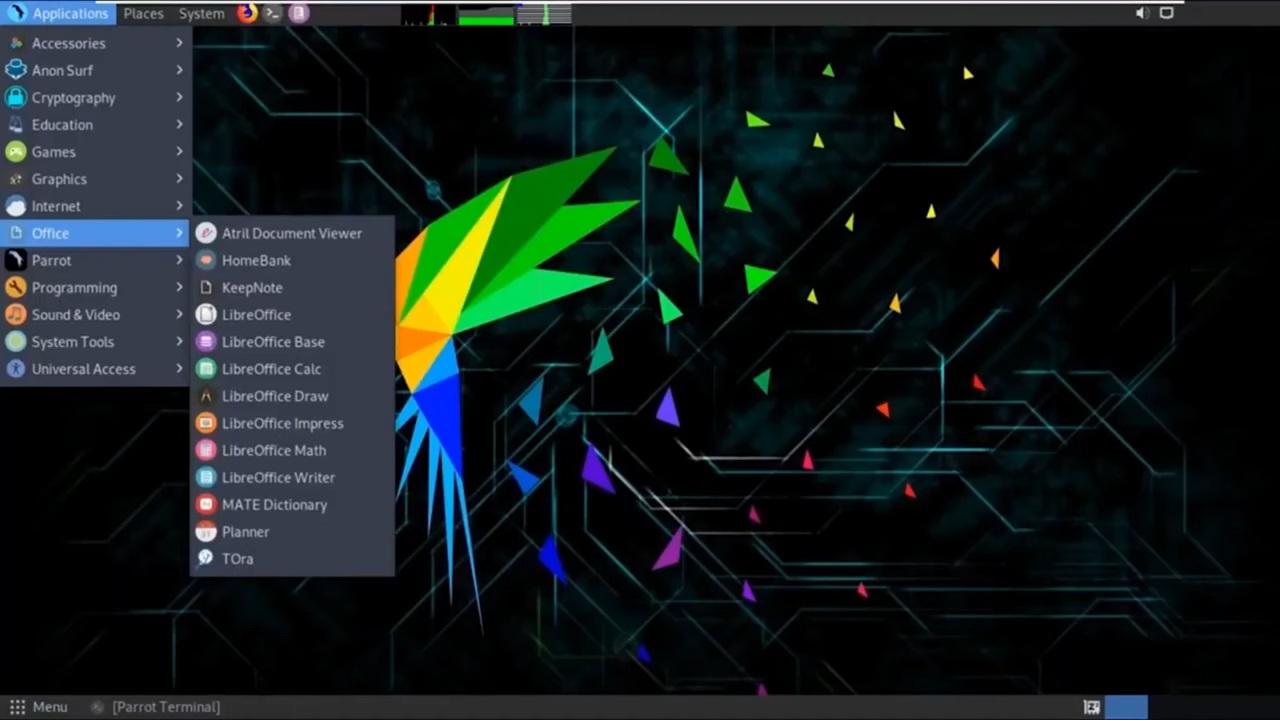 Applications Places System
Accessories
Anon Surf
Cryptography
Education
Games
Graphics
Internet
Office
Parrot
Programming
Sound & Video
System Tools
Universal Access
Atril Document Viewer
HomeBank
KeepNote
LibreOffice
LibreOffice Base
LibreOffice Calc
LibreOffice Draw
LibreOffice Impress
LibreOffice Math
LibreOffice Writer
MATE Dictionary
Planner
TOra
Menu [Parrot Terminal]